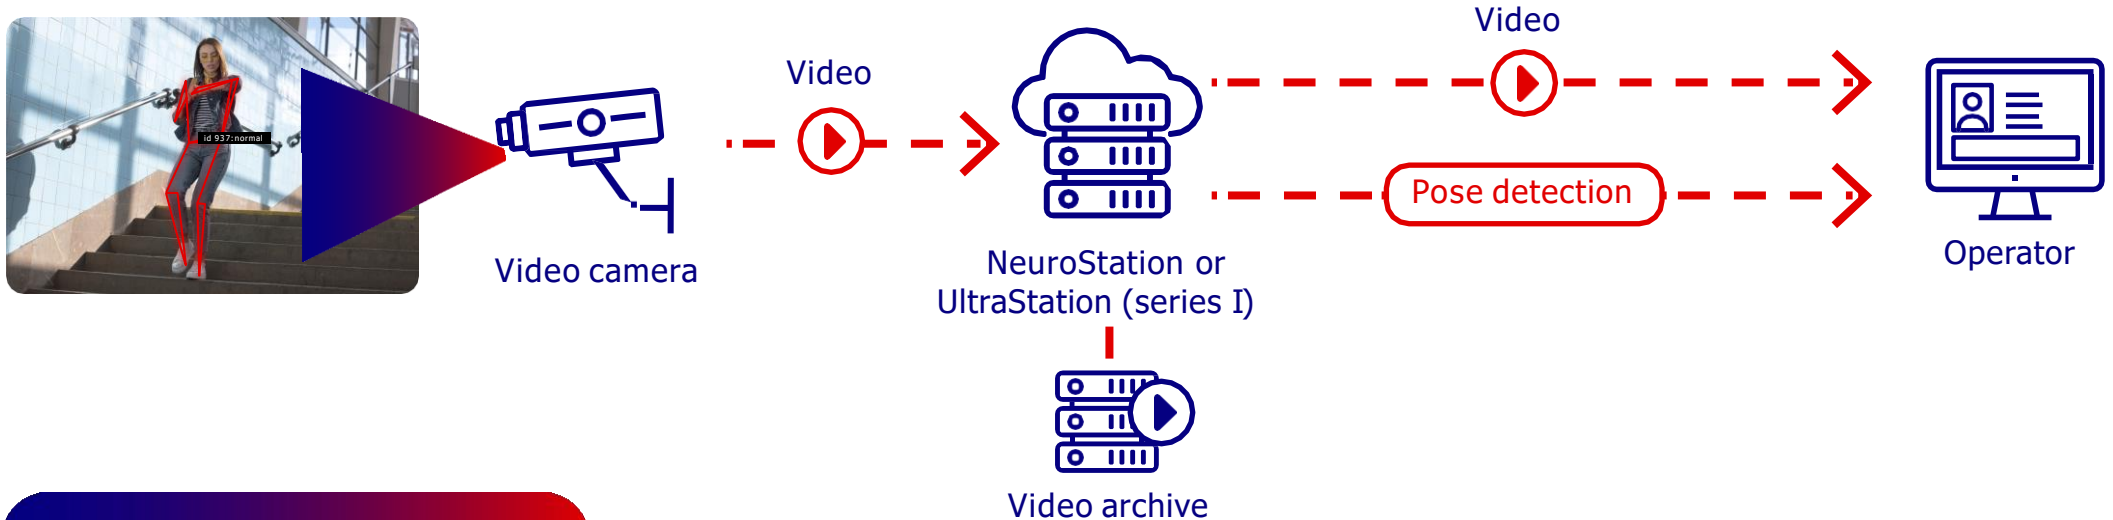 Video
Video
id 937:normal
Pose detection
Video camera
NeuroStation or
UltraStation (series I)
Operator
Video archive